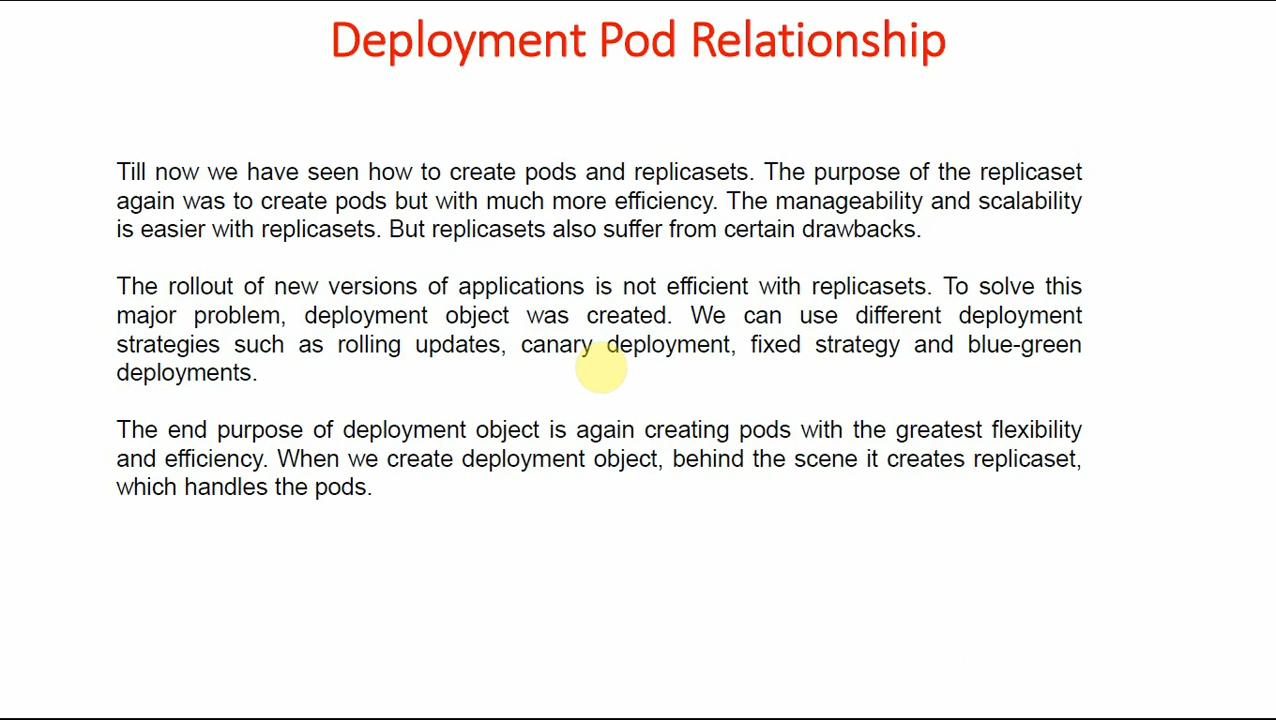 Deployment Pod Relationship
Till now we have seen how to create pods and replicasets. The purpose of the replicaset
again was to create pods but with much more efficiency. The manageability and scalability
is easier with replicasets. But replicasets also suffer from certain drawbacks.
The rollout of new versions of applications is not efficient with replicasets. To solve this
major problem, deployment object was created. We can use different deployment
strategies such as rolling updates, canary deployment, fixed strategy and blue-green
deployments.
The end purpose of deployment object is again creating pods with the greatest flexibility
and efficiency. When we create deployment object, behind the scene it creates replicaset,
which handles the pods.